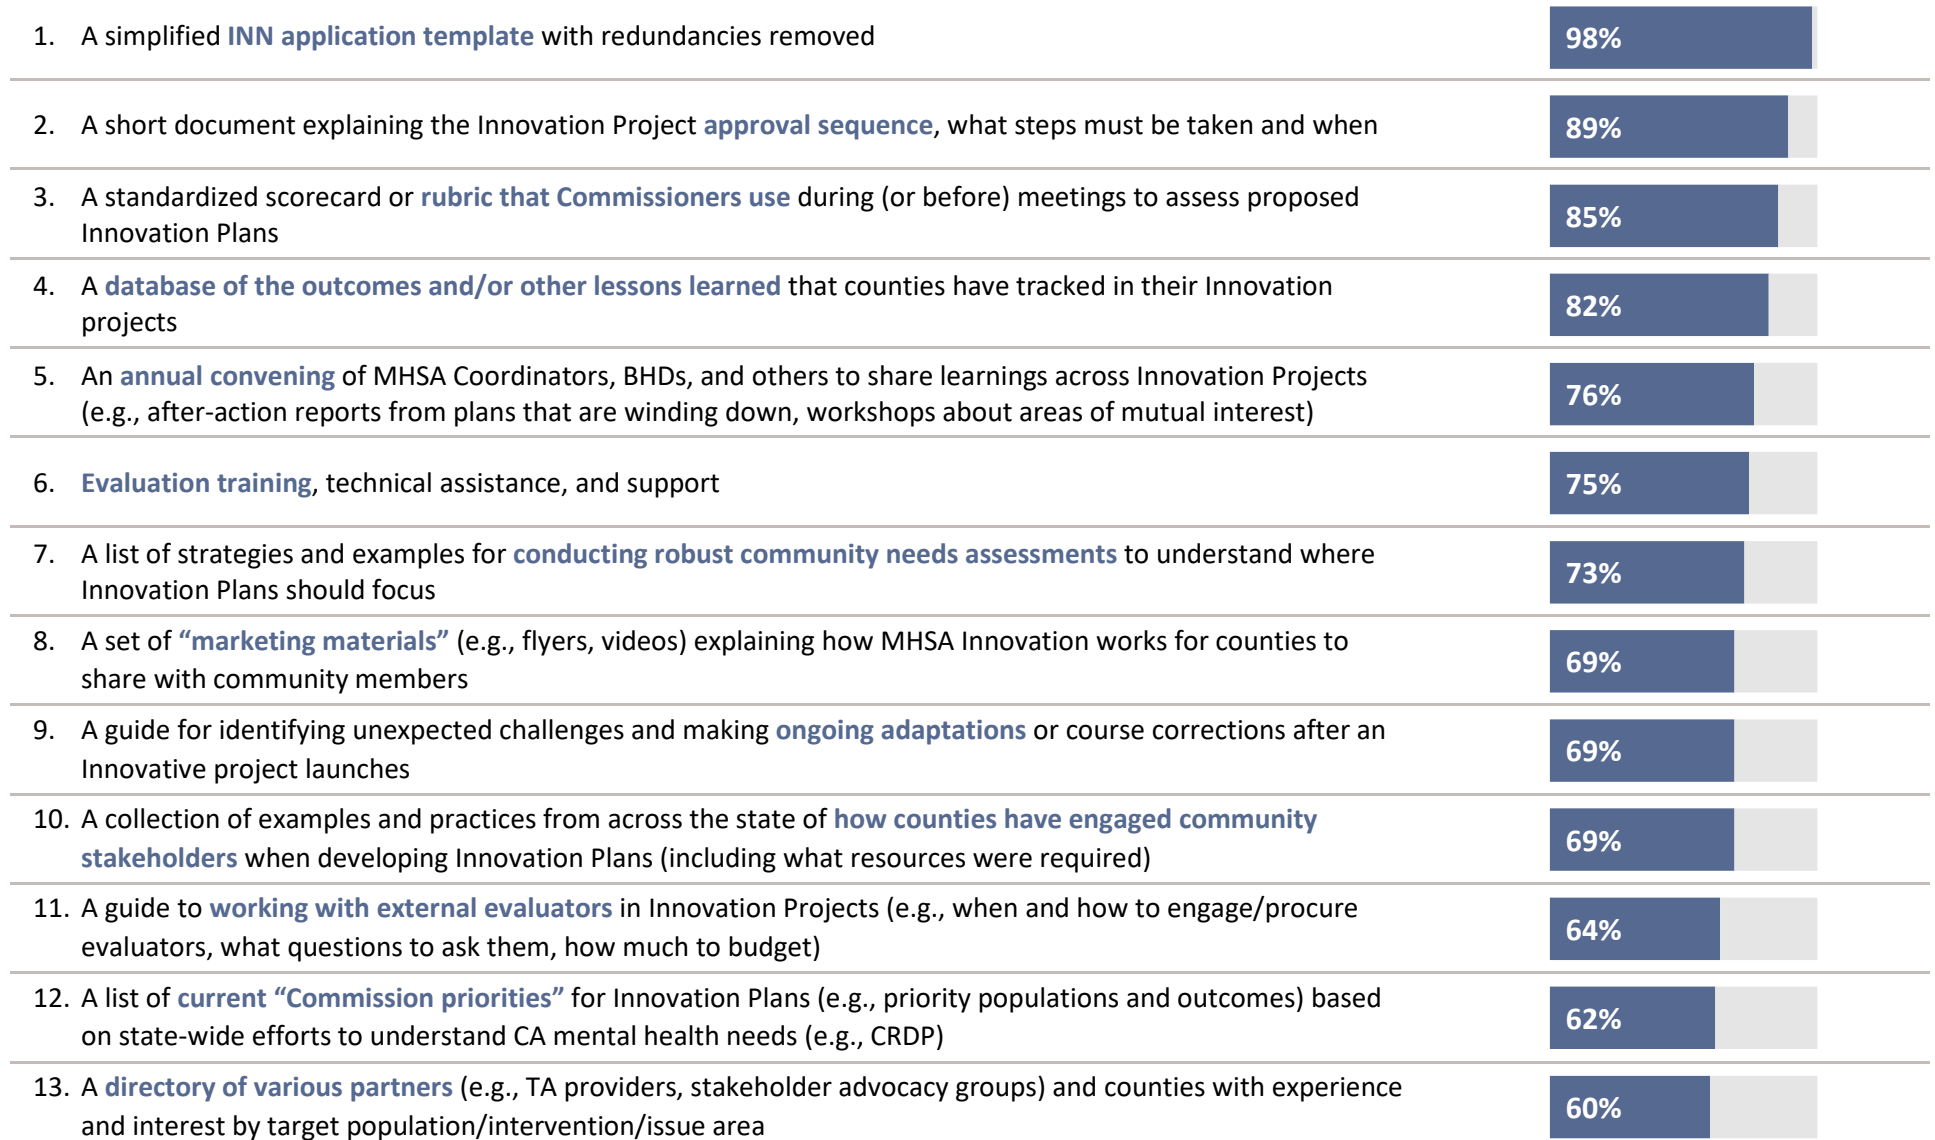 1. A simplified INN application template with redundancies removed
98%
2. A short document explaining the Innovation Project approval sequence, what steps must be taken and when
89%
3. A standardized scorecard or rubric that Commissioners use during (or before) meetings to assess proposed
Innovation Plans
85%
4. A database of the outcomes and/or other lessons learned that counties have tracked in their Innovation
projects
82%
5. An annual convening of MHSA Coordinators, BHDs, and others to share learnings across Innovation Projects
(e.g., after-action reports from plans that are winding down, workshops about areas of mutual interest)
76%
6. Evaluation training, technical assistance, and support
75%
7. A list of strategies and examples for conducting robust community needs assessments to understand where
Innovation Plans should focus
73%
8. A set of “marketing materials” (e.g., flyers, videos) explaining how MHSA Innovation works for counties to
share with community members
69%
9. A guide for identifying unexpected challenges and making ongoing adaptations or course corrections after an
Innovative project launches
69%
10. A collection of examples and practices from across the state of how counties have engaged community
stakeholders when developing Innovation Plans (including what resources were required)
69%
11. A guide to working with external evaluators in Innovation Projects (e.g., when and how to engage/procure
evaluators, what questions to ask them, how much to budget)
64%
12. A list of current “Commission priorities” for Innovation Plans (e.g., priority populations and outcomes) based
on state-wide efforts to understand CA mental health needs (e.g., CRDP)
62%
13. A directory of various partners (e.g., TA providers, stakeholder advocacy groups) and counties with experience
and interest by target population/intervention/issue area
60%